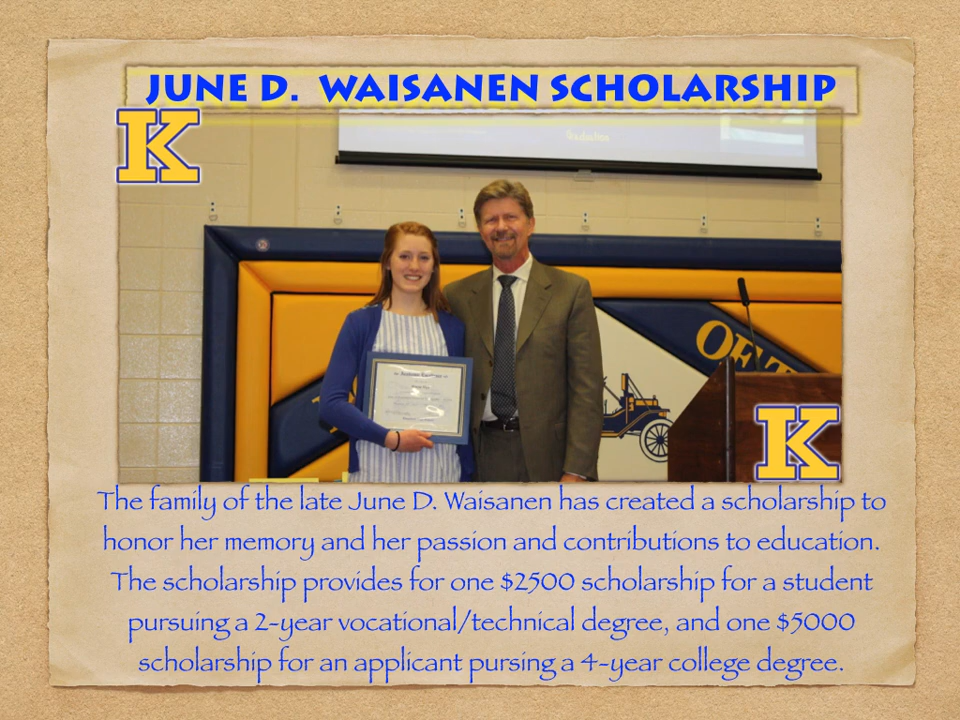 JUNE D. WAISANEN SCHOLARSHIP
K
OF T
K
The family of the late June D. Waisanen has created a scholarship to
honor her memory and her passion and contributions to education.
The scholarship provides for one $2500 scholarship for a student
pursuing a 2-year vocational/technical degree, and one $5000
scholarship for an applicant pursing a 4-year college degree.